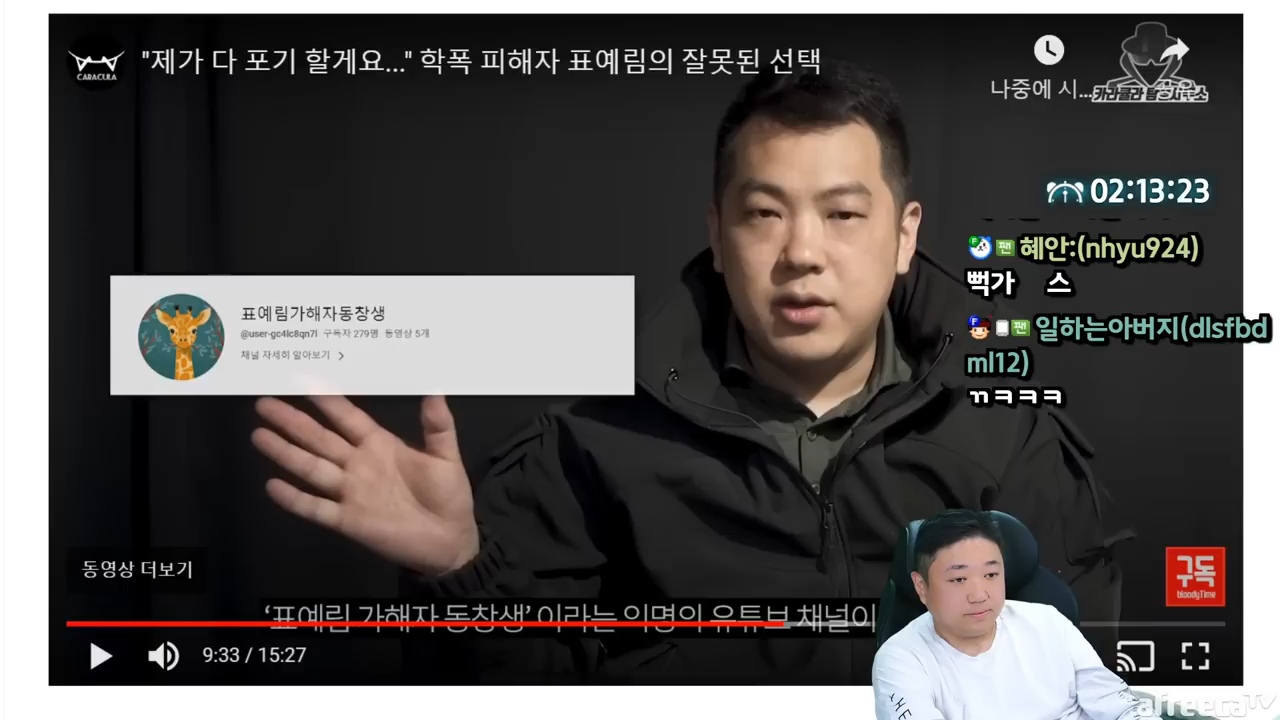 CARACULA
"제가 다 포기 할게요..." 학폭 피해자 표예림의 잘못된 선택
나중에 시...
02:13:23
혜안:(nhyu924)
뻑가 스
팬 일하는아버지(dlsfbd
ml12)
ㄲㅋㅋㅋ
표예림가해자동창생
@user-gc4lc8qn7l 구독자 279명 동영상 5개
채널 자세히 알아보기
동영상 더보기
구독
bloodyTime
‘표예림 가해자 동창생’ 이라는 익명의 유튜브 채널이
9:33 / 15:27
afreecaTV